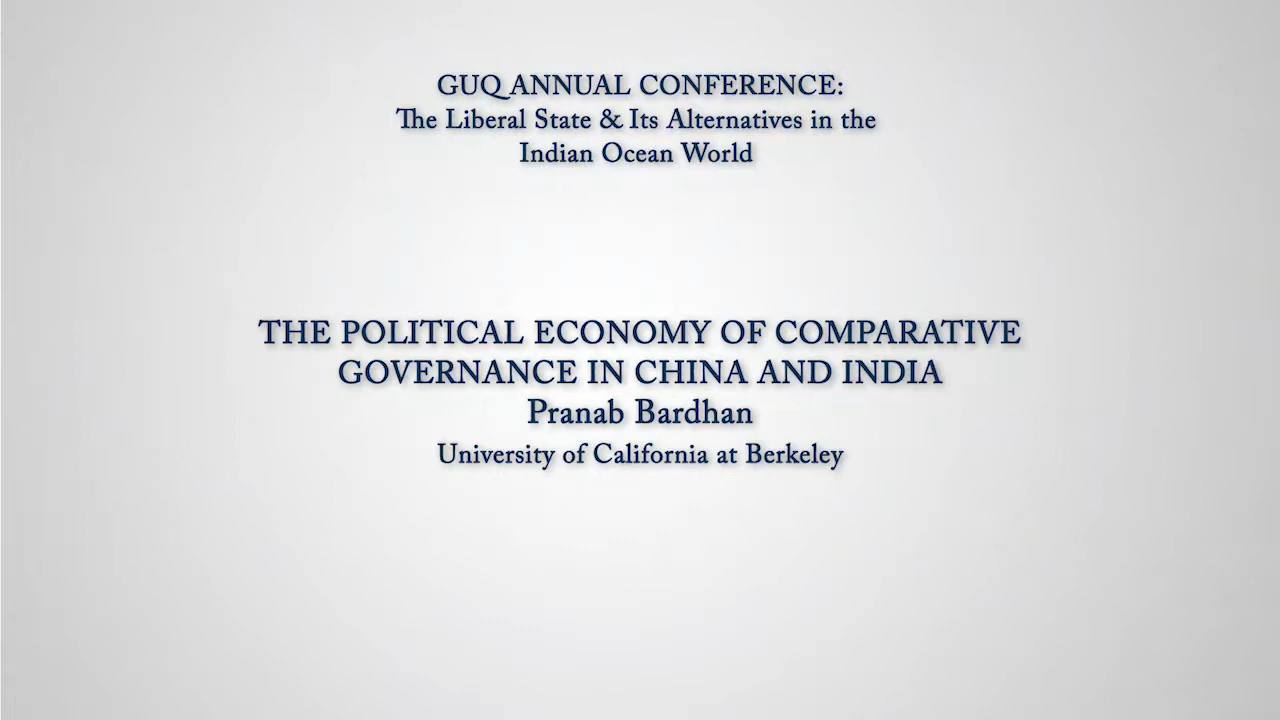 GUQ ANNUAL CONFERENCE:
The Liberal State & Its Alternatives in the
Indian Ocean World
THE POLITICAL ECONOMY OF COMPARATIVE
GOVERNANCE IN CHINA AND INDIA
Pranab Bardhan
University of California at Berkeley